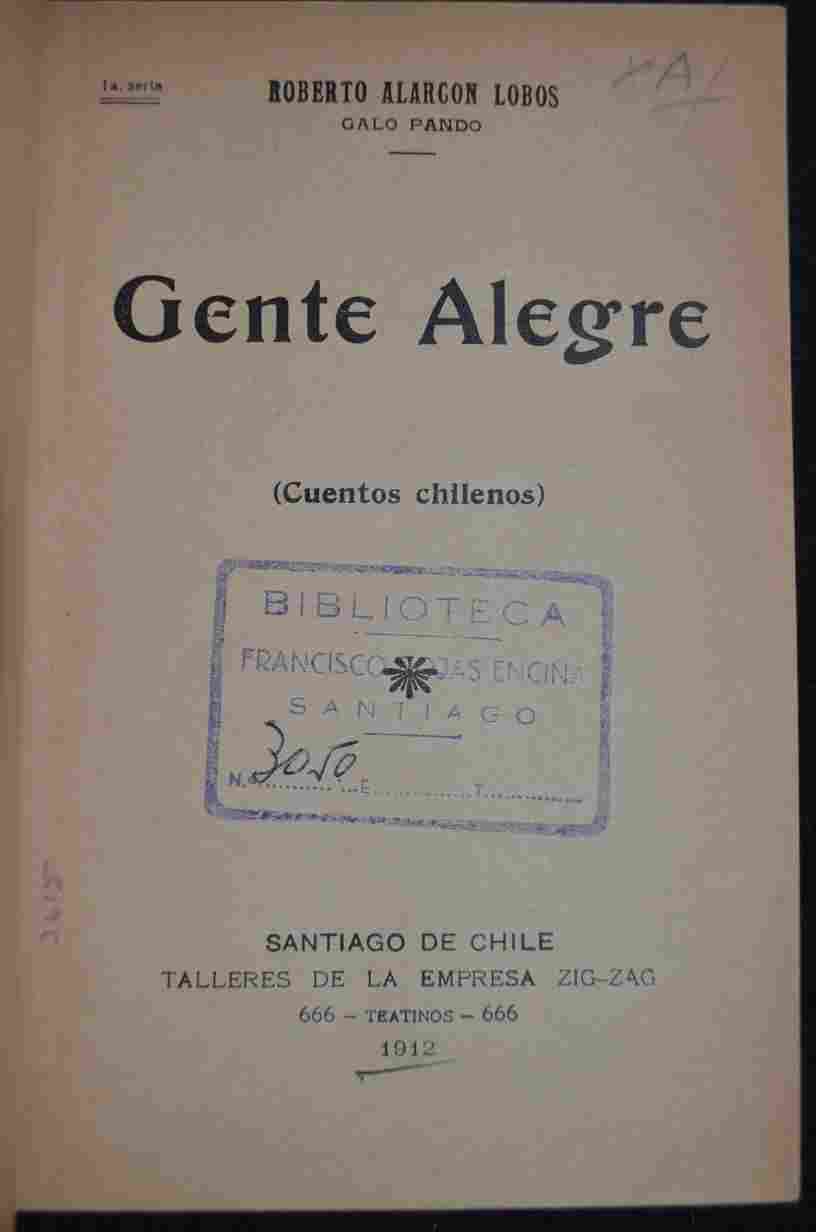 1a. serie
ROBERTO ALARCON LOBOS
GALO PANDO
Gente Alegre
(Cuentos chilenos)
BIBLIOTECA
FRANCISCO ENCINA
SANTIAGO
N.o 3050 E. T.
3615
SANTIAGO DE CHILE
TALLERES DE LA EMPRESA ZIG-ZAG
666 – TEATINOS – 666
1912